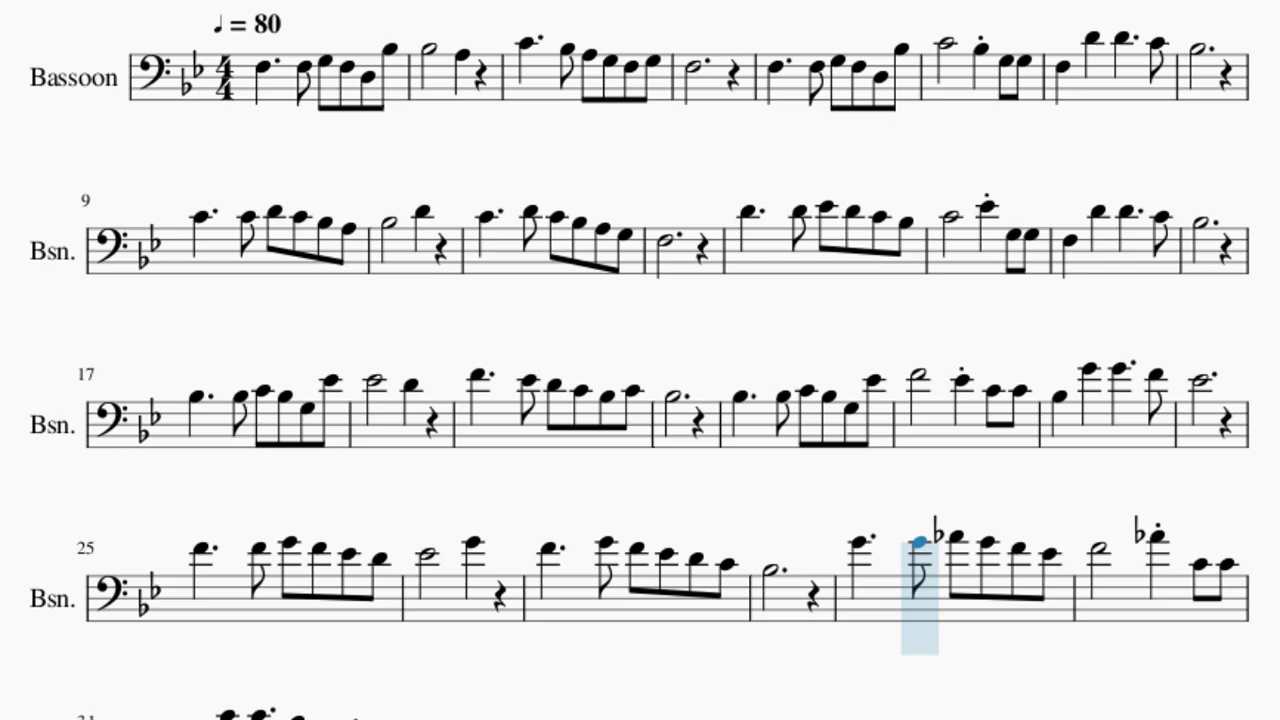 ♩ = 80
Bassoon
4
4
9
Bsn.
17
Bsn.
25
Bsn.